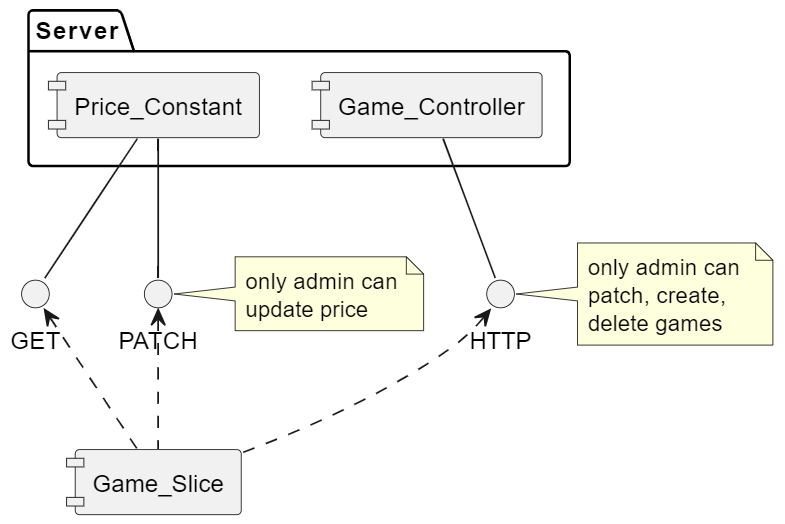 Server
Price_Constant
Game_Controller
only admin can
update price
only admin can
patch, create,
delete games
GET
PATCH
HTTP
Game_Slice